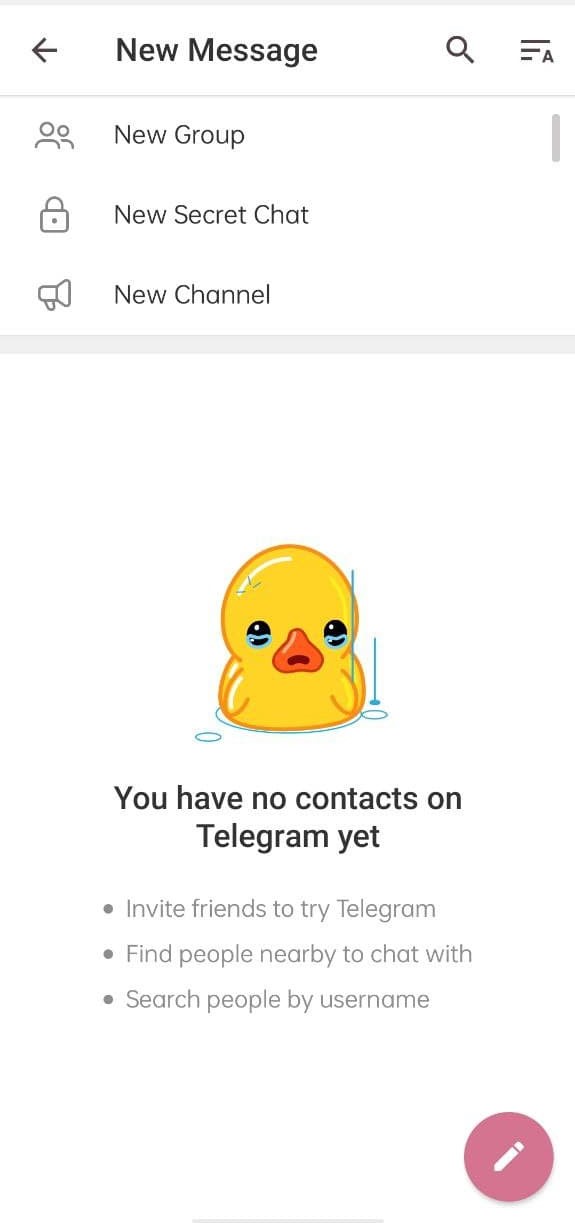 New Message
New Group
New Secret Chat
New Channel
You have no contacts on
Telegram yet
• Invite friends to try Telegram
• Find people nearby to chat with
• Search people by username